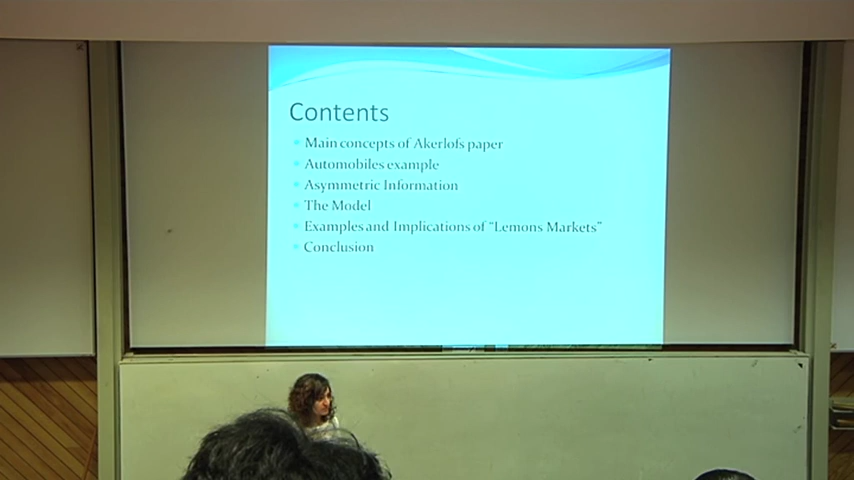 Contents
Main concepts of Akerlofs paper
Automobiles example
Asymmetric Information
The Model
Examples and Implications of “Lemons Markets”
Conclusion